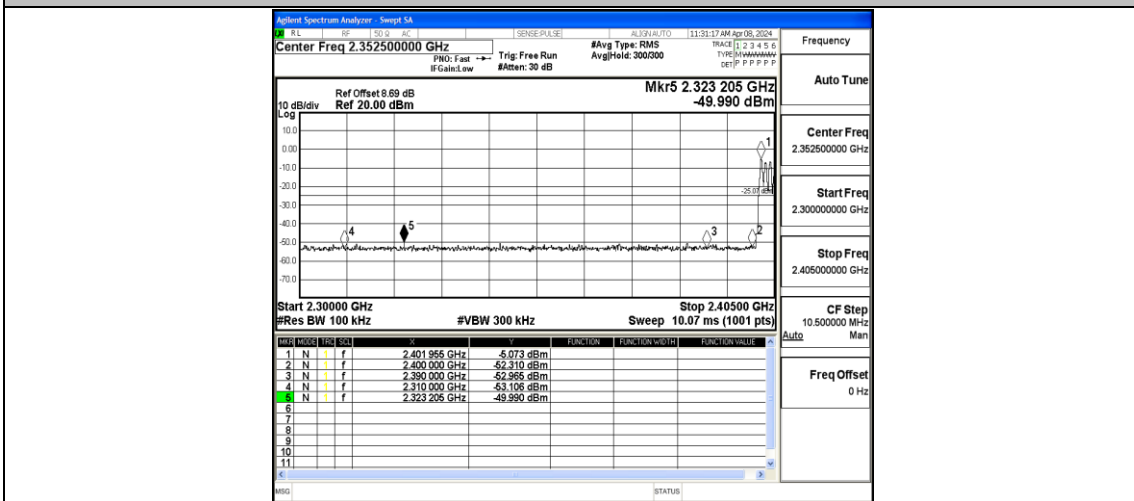 Agilent Spectrum Analyzer - Swept SA
RL RF 50 Ω AC SENSE:PULSE ALIGNAUTO 11:31:17 AM Apr 08, 2024
Center Freq 2.352500000 GHz
PNO: Fast
IFGain:Low
Trig: Free Run
#Atten: 30 dB
#Avg Type: RMS
Avg|Hold: 300/300
TRACE 1 2 3 4 5 6
TYPE
DET P P P P P P
Mkr5 2.323 205 GHz
-49.990 dBm
Ref Offset 8.69 dB
10 dB/div Ref 20.00 dBm
Log
10.0
0.00
-10.0
-20.0
-30.0
-40.0
-50.0
-60.0
-70.0
1
-25.07 dBm
4
5
3
2
Start 2.30000 GHz
Stop 2.40500 GHz
#Res BW 100 kHz #VBW 300 kHz Sweep 10.07 ms (1001 pts)
MKR MODE TRC SCL X Y FUNCTION FUNCTION WIDTH FUNCTION VALUE
1 N 1 f 2.401 955 GHz -5.073 dBm
2 N 1 f 2.400 000 GHz -52.310 dBm
3 N 1 f 2.390 000 GHz -52.965 dBm
4 N 1 f 2.310 000 GHz -53.106 dBm
5 N 1 f 2.323 205 GHz -49.990 dBm
6
7
8
9
10
11
MSG STATUS
Frequency
Auto Tune
Center Freq
2.352500000 GHz
Start Freq
2.300000000 GHz
Stop Freq
2.405000000 GHz
CF Step
10.500000 MHz
Auto Man
Freq Offset
0 Hz